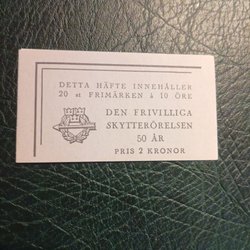 DETTA HÄFTE INNEHÅLLER
20 st FRIMÄRKEN à 10 ÖRE
DEN FRIVILLIGA
SKYTTERÖRELSEN
50 ÅR
PRIS 2 KRONOR